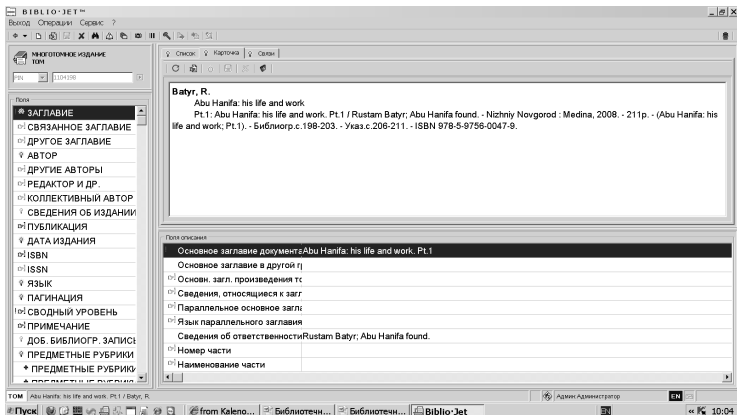 BIBLIO·JET™
Выход Операции Сервис ?
МНОГОТОМНОЕ ИЗДАНИЕ
ТОМ
MFN 1104198
Список Карточка Связи
Batyr, R.
Abu Hanifa: his life and work
Pt.1: Abu Hanifa: his life and work. Pt.1 / Rustam Batyr; Abu Hanifa found. - Nizhniy Novgorod : Medina, 2008. - 211p. - (Abu Hanifa: his
life and work; Pt.1). - Библиогр.с.198-203. - Указ.с.206-211. - ISBN 978-5-9756-0047-9.
Поля
ЗАГЛАВИЕ
СВЯЗАННОЕ ЗАГЛАВИЕ
ДРУГОЕ ЗАГЛАВИЕ
АВТОР
ДРУГИЕ АВТОРЫ
РЕДАКТОР И ДР.
КОЛЛЕКТИВНЫЙ АВТОР
СВЕДЕНИЯ ОБ ИЗДАНИИ
ПУБЛИКАЦИЯ
ДАТА ИЗДАНИЯ
ISBN
ISSN
ЯЗЫК
ПАГИНАЦИЯ
СВОДНЫЙ УРОВЕНЬ
ПРИМЕЧАНИЕ
ДОБ. БИБЛИОГР. ЗАПИСЬ
ПРЕДМЕТНЫЕ РУБРИКИ
ПРЕДМЕТНЫЕ РУБРИКИ
Поля описания
Основное заглавие документа Abu Hanifa: his life and work. Pt.1
Основное заглавие в другой г
Основн. загл. произведения то
Сведения, относящиеся к загл
Параллельное основное загла
Язык параллельного заглавия
Сведения об ответственности Rustam Batyr; Abu Hanifa found.
Номер части
Наименование части
ТОМ Abu Hanifa: his life and work. Pt.1 / Batyr, R.
Админ Администратор
EN
Пуск from Kaleno... Библиотечн... Библиотечн... Biblio·Jet EN 10:04